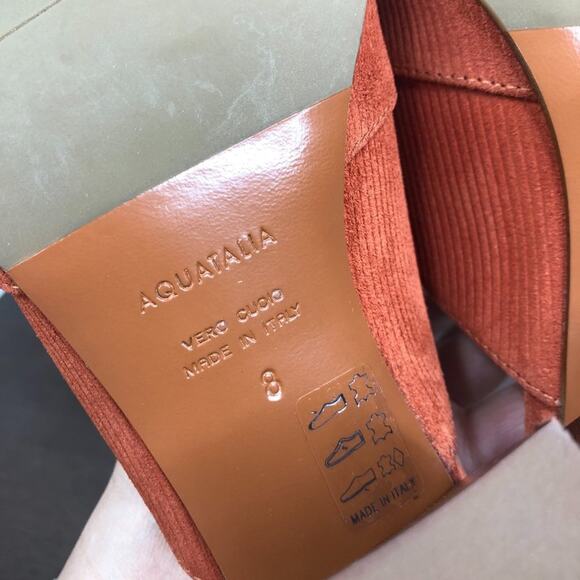 AQUATALIA
VERO CUOIO
MADE IN ITALY
8
MADE IN ITALY